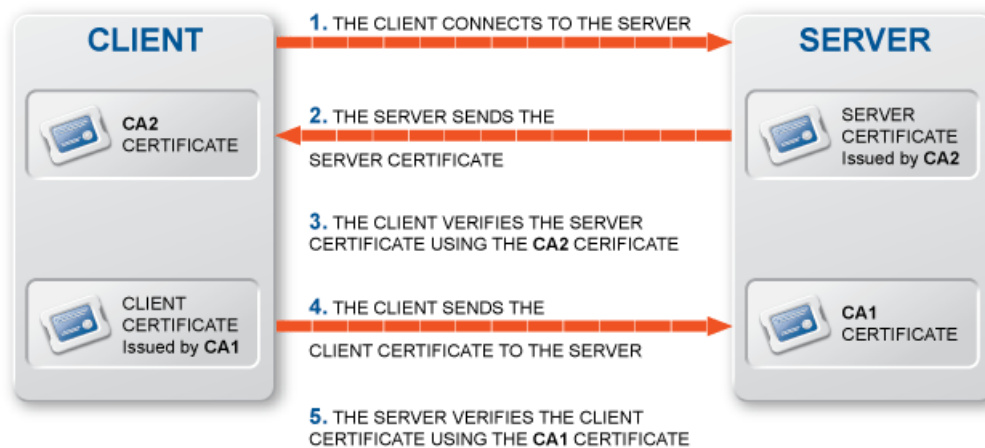 CLIENT
CA2
CERTIFICATE
CLIENT
CERTIFICATE
Issued by CA1
1. THE CLIENT CONNECTS TO THE SERVER
2. THE SERVER SENDS THE
SERVER CERTIFICATE
3. THE CLIENT VERIFIES THE SERVER
CERTIFICATE USING THE CA2 CERIFICATE
4. THE CLIENT SENDS THE
CLIENT CERTIFICATE TO THE SERVER
5. THE SERVER VERIFIES THE CLIENT
CERTIFICATE USING THE CA1 CERTIFICATE
SERVER
SERVER
CERTIFICATE
Issued by CA2
CA1
CERTIFICATE